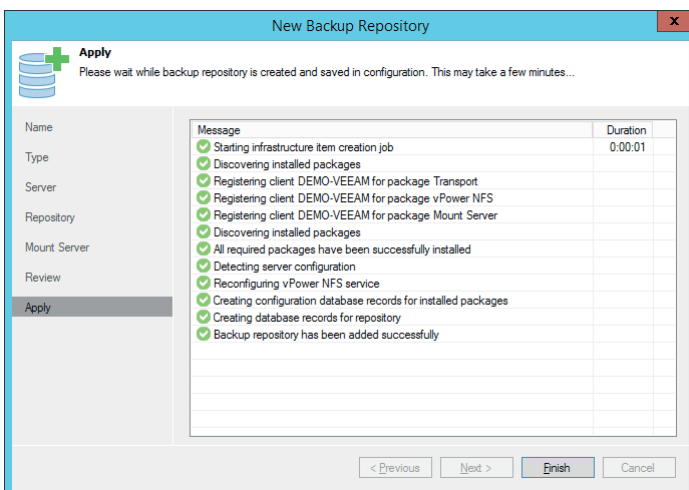 New Backup Repository
x
Apply
Please wait while backup repository is created and saved in configuration. This may take a few minutes...
Name
Type
Server
Repository
Mount Server
Review
Apply
Message Duration
Starting infrastructure item creation job 0:00:01
Discovering installed packages
Registering client DEMO-VEEAM for package Transport
Registering client DEMO-VEEAM for package vPower NFS
Registering client DEMO-VEEAM for package Mount Server
Discovering installed packages
All required packages have been successfully installed
Detecting server configuration
Reconfiguring vPower NFS service
Creating configuration database records for installed packages
Creating database records for repository
Backup repository has been added successfully
< Previous Next > Finish Cancel